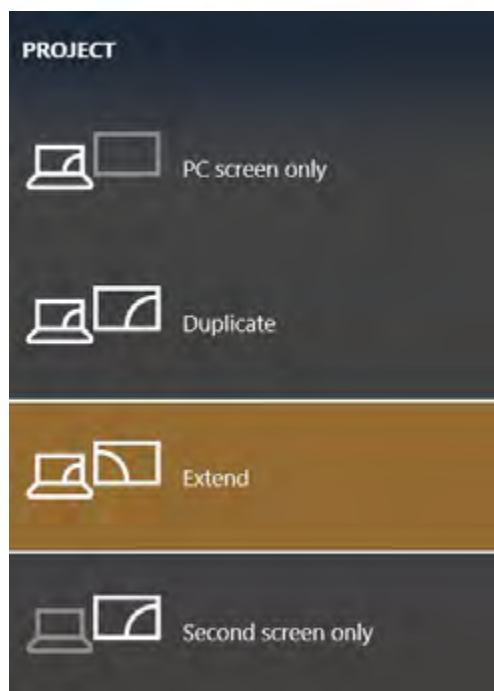 PROJECT
PC screen only
Duplicate
Extend
Second screen only